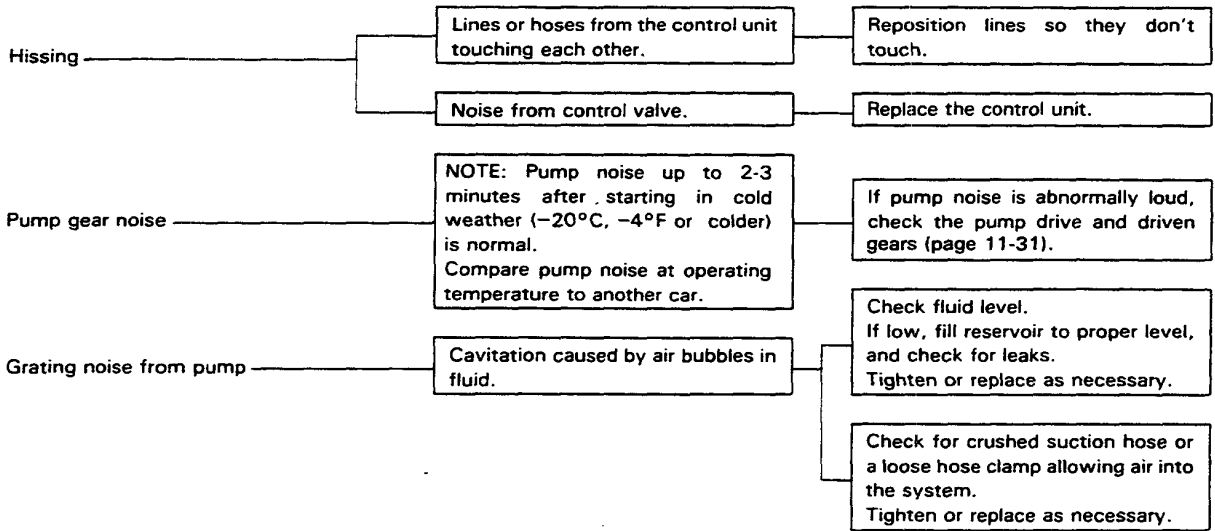 Hissing
Lines or hoses from the control unit
touching each other.
Reposition lines so they don't
touch.
Noise from control valve.
Replace the control unit.
Pump gear noise
NOTE: Pump noise up to 2-3
minutes after starting in cold
weather (−20°C, −4°F or colder)
is normal.
Compare pump noise at operating
temperature to another car.
If pump noise is abnormally loud,
check the pump drive and driven
gears (page 11-31).
Grating noise from pump
Cavitation caused by air bubbles in
fluid.
Check fluid level.
If low, fill reservoir to proper level,
and check for leaks.
Tighten or replace as necessary.
Check for crushed suction hose or
a loose hose clamp allowing air into
the system.
Tighten or replace as necessary.